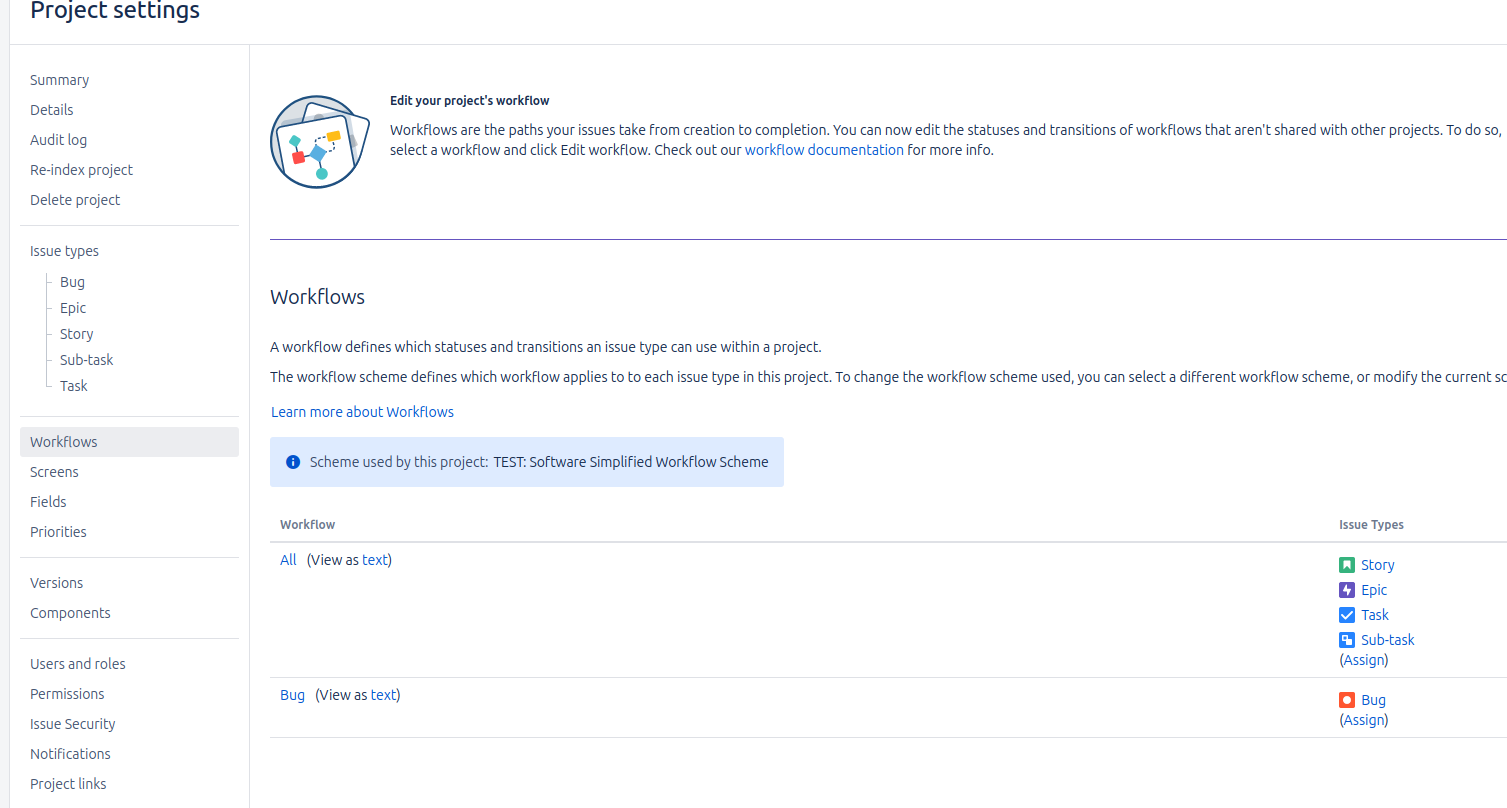 Project settings
Summary
Details
Audit log
Re-index project
Delete project
Issue types
Bug
Epic
Story
Sub-task
Task
Workflows
Screens
Fields
Priorities
Versions
Components
Users and roles
Permissions
Issue Security
Notifications
Project links
Edit your project's workflow
Workflows are the paths your issues take from creation to completion. You can now edit the statuses and transitions of workflows that aren't shared with other projects. To do so,
select a workflow and click Edit workflow. Check out our workflow documentation for more info.
Workflows
A workflow defines which statuses and transitions an issue type can use within a project.
The workflow scheme defines which workflow applies to to each issue type in this project. To change the workflow scheme used, you can select a different workflow scheme, or modify the current sc
Learn more about Workflows
Scheme used by this project: TEST: Software Simplified Workflow Scheme
Workflow Issue Types
All (View as text)
Story
Epic
Task
Sub-task
(Assign)
Bug (View as text)
Bug
(Assign)